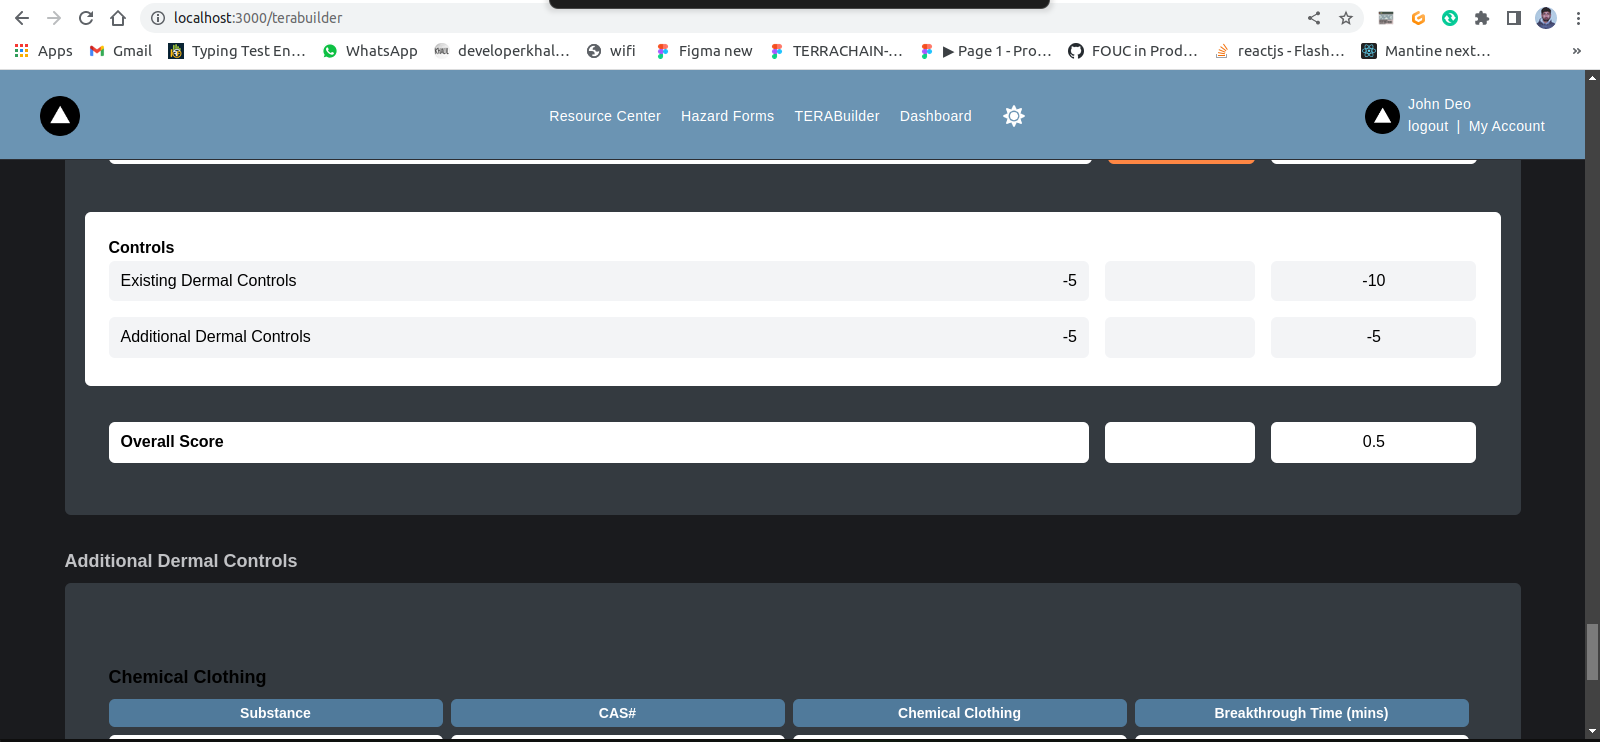 localhost:3000/terabuilder
Apps Gmail Typing Test En... WhatsApp developerkhal... wifi Figma new TERRACHAIN-... ▶ Page 1 - Pro... FOUC in Prod... reactjs - Flash... Mantine next... »
Resource Center Hazard Forms TERABuilder Dashboard
John Deo
logout | My Account
Controls
Existing Dermal Controls -5 -10
Additional Dermal Controls -5 -5
Overall Score 0.5
Additional Dermal Controls
Chemical Clothing
Substance CAS# Chemical Clothing Breakthrough Time (mins)